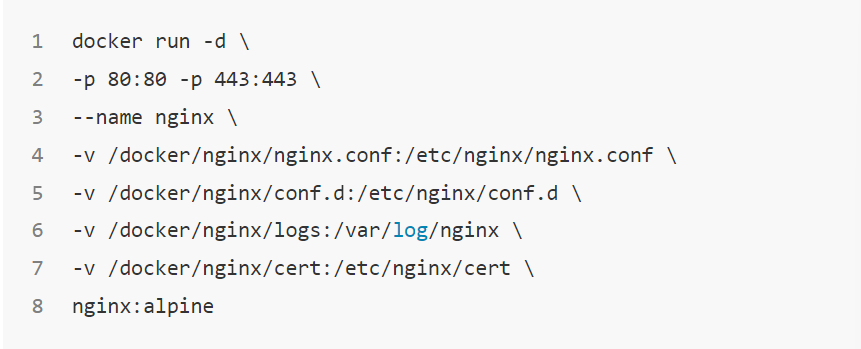 1 docker run -d \
2 -p 80:80 -p 443:443 \
3 --name nginx \
4 -v /docker/nginx/nginx.conf:/etc/nginx/nginx.conf \
5 -v /docker/nginx/conf.d:/etc/nginx/conf.d \
6 -v /docker/nginx/logs:/var/log/nginx \
7 -v /docker/nginx/cert:/etc/nginx/cert \
8 nginx:alpine